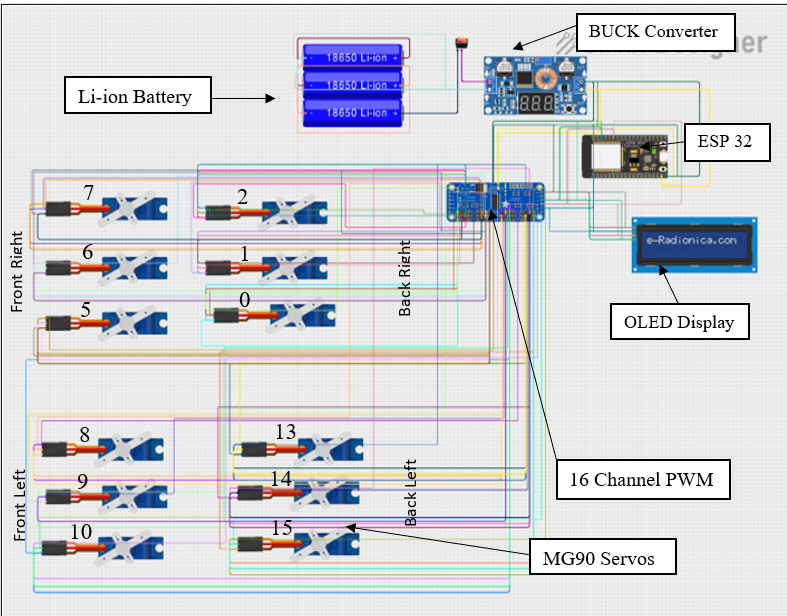 BUCK Converter
Designer
18650 Li-ion
18650 Li-ion
18650 Li-ion
Li-ion Battery
ESP 32
7
2
6
1
5
0
Front Right
Back Right
e-Radionica.com
OLED Display
8
13
9
14
10
15
Front Left
Back Left
16 Channel PWM
MG90 Servos